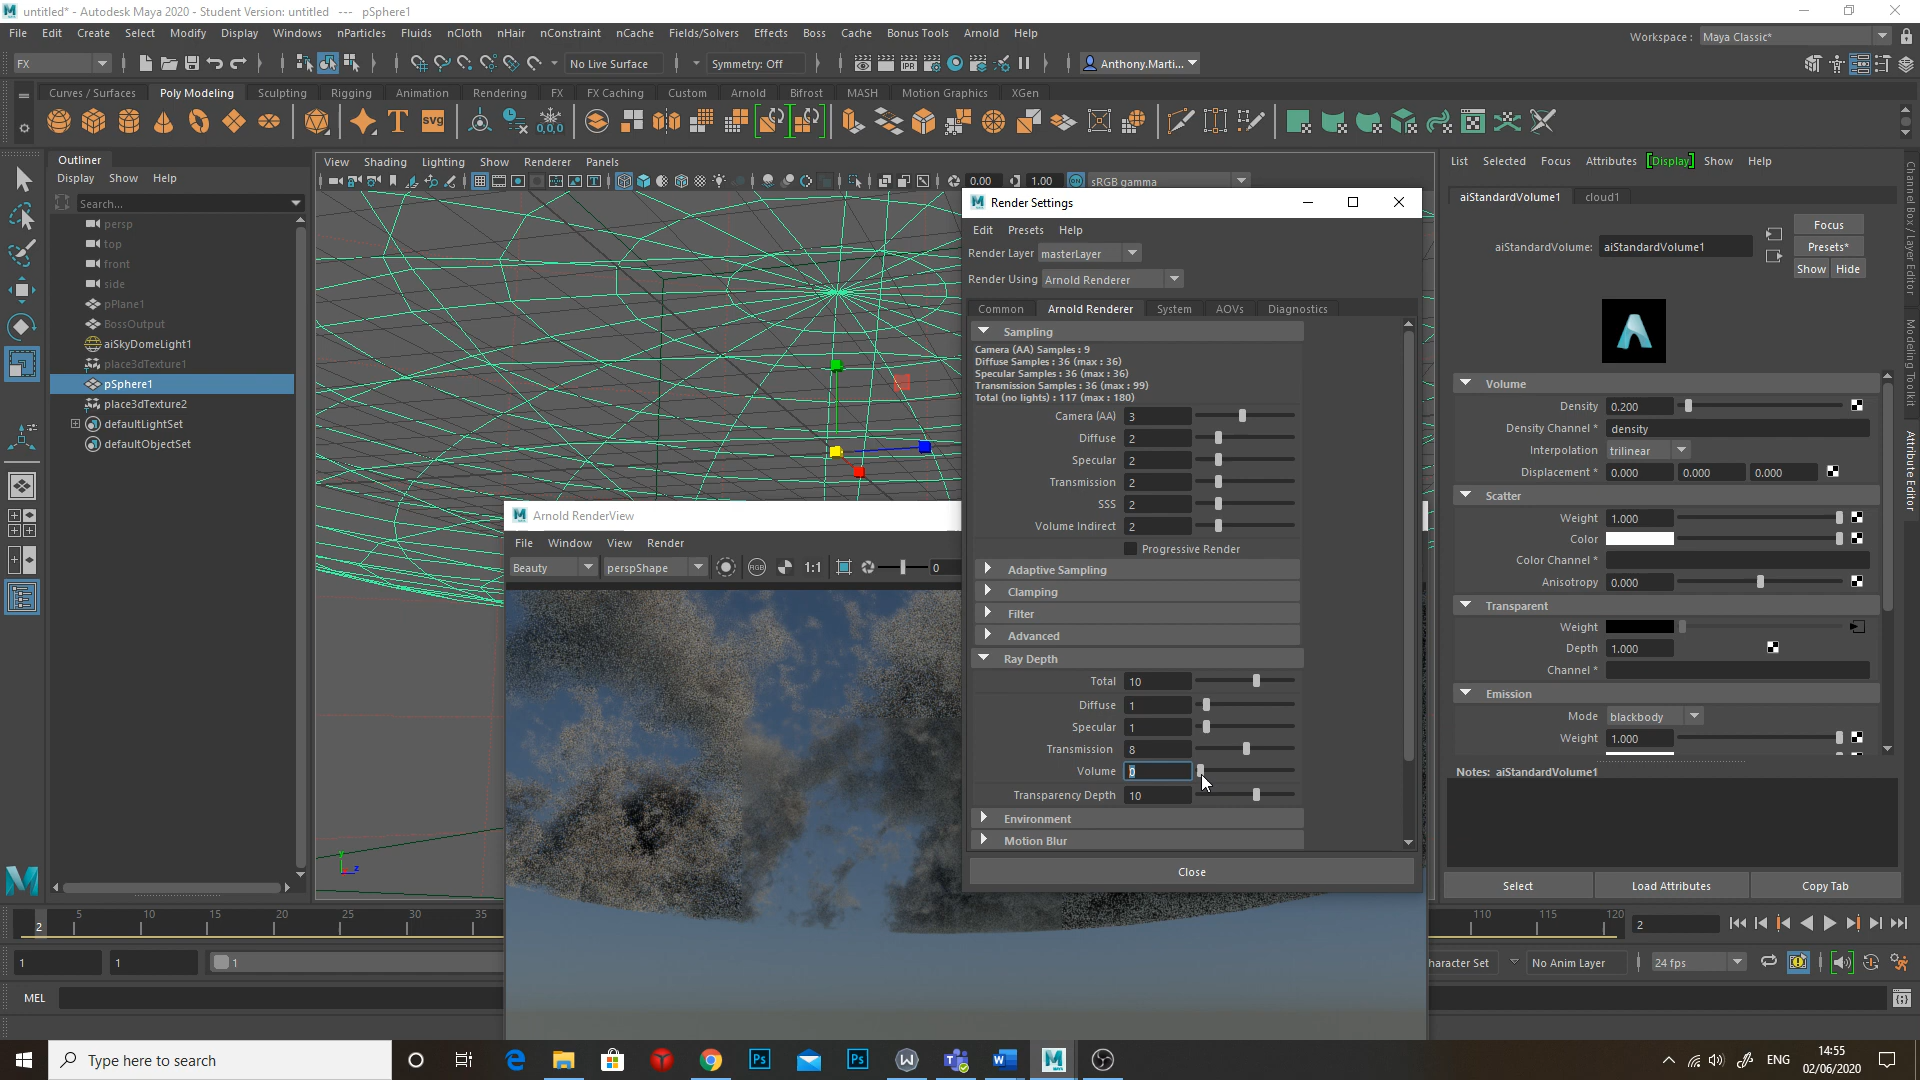 untitled* - Autodesk Maya 2020 - Student Version: untitled --- pSphere1
File Edit Create Select Modify Display Windows nParticles Fluids nCloth nHair nConstraint nCache Fields/Solvers Effects Boss Cache Bonus Tools Arnold Help
Workspace : Maya Classic*
FX No Live Surface Symmetry: Off Anthony.Marti...
Curves / Surfaces Poly Modeling Sculpting Rigging Animation Rendering FX FX Caching Custom Arnold Bifrost MASH Motion Graphics XGen
Outliner
Display Show Help
Search...
persp
top
front
side
pPlane1
BossOutput
aiSkyDomeLight1
place3dTexture1
pSphere1
place3dTexture2
defaultLightSet
defaultObjectSet
View Shading Lighting Show Renderer Panels
0.00 1.00 sRGB gamma
Arnold RenderView
File Window View Render
Beauty perspShape 1:1 0
Render Settings
Edit Presets Help
Render Layer masterLayer
Render Using Arnold Renderer
Common Arnold Renderer System AOVs Diagnostics
Sampling
Camera (AA) Samples : 9
Diffuse Samples : 36 (max : 36)
Specular Samples : 36 (max : 36)
Transmission Samples : 36 (max : 99)
Total (no lights) : 117 (max : 180)
Camera (AA) 3
Diffuse 2
Specular 2
Transmission 2
SSS 2
Volume Indirect 2
Progressive Render
Adaptive Sampling
Clamping
Filter
Advanced
Ray Depth
Total 10
Diffuse 1
Specular 1
Transmission 8
Volume 0
Transparency Depth 10
Environment
Motion Blur
Close
List Selected Focus Attributes Display Show Help
aiStandardVolume1 cloud1
aiStandardVolume: aiStandardVolume1
Focus
Presets*
Show Hide
Volume
Density 0.200
Density Channel * density
Interpolation trilinear
Displacement * 0.000 0.000 0.000
Scatter
Weight 1.000
Color
Color Channel *
Anisotropy 0.000
Transparent
Weight
Depth 1.000
Channel *
Emission
Mode blackbody
Weight 1.000
Notes: aiStandardVolume1
Select Load Attributes Copy Tab
Channel Box / Layer Editor
Modeling Toolkit
Attribute Editor
2 5 10 15 20 25 30 35 110 115 120 2
1 1 1 haracter Set No Anim Layer 24 fps
MEL
Type here to search
ENG
14:55
02/06/2020